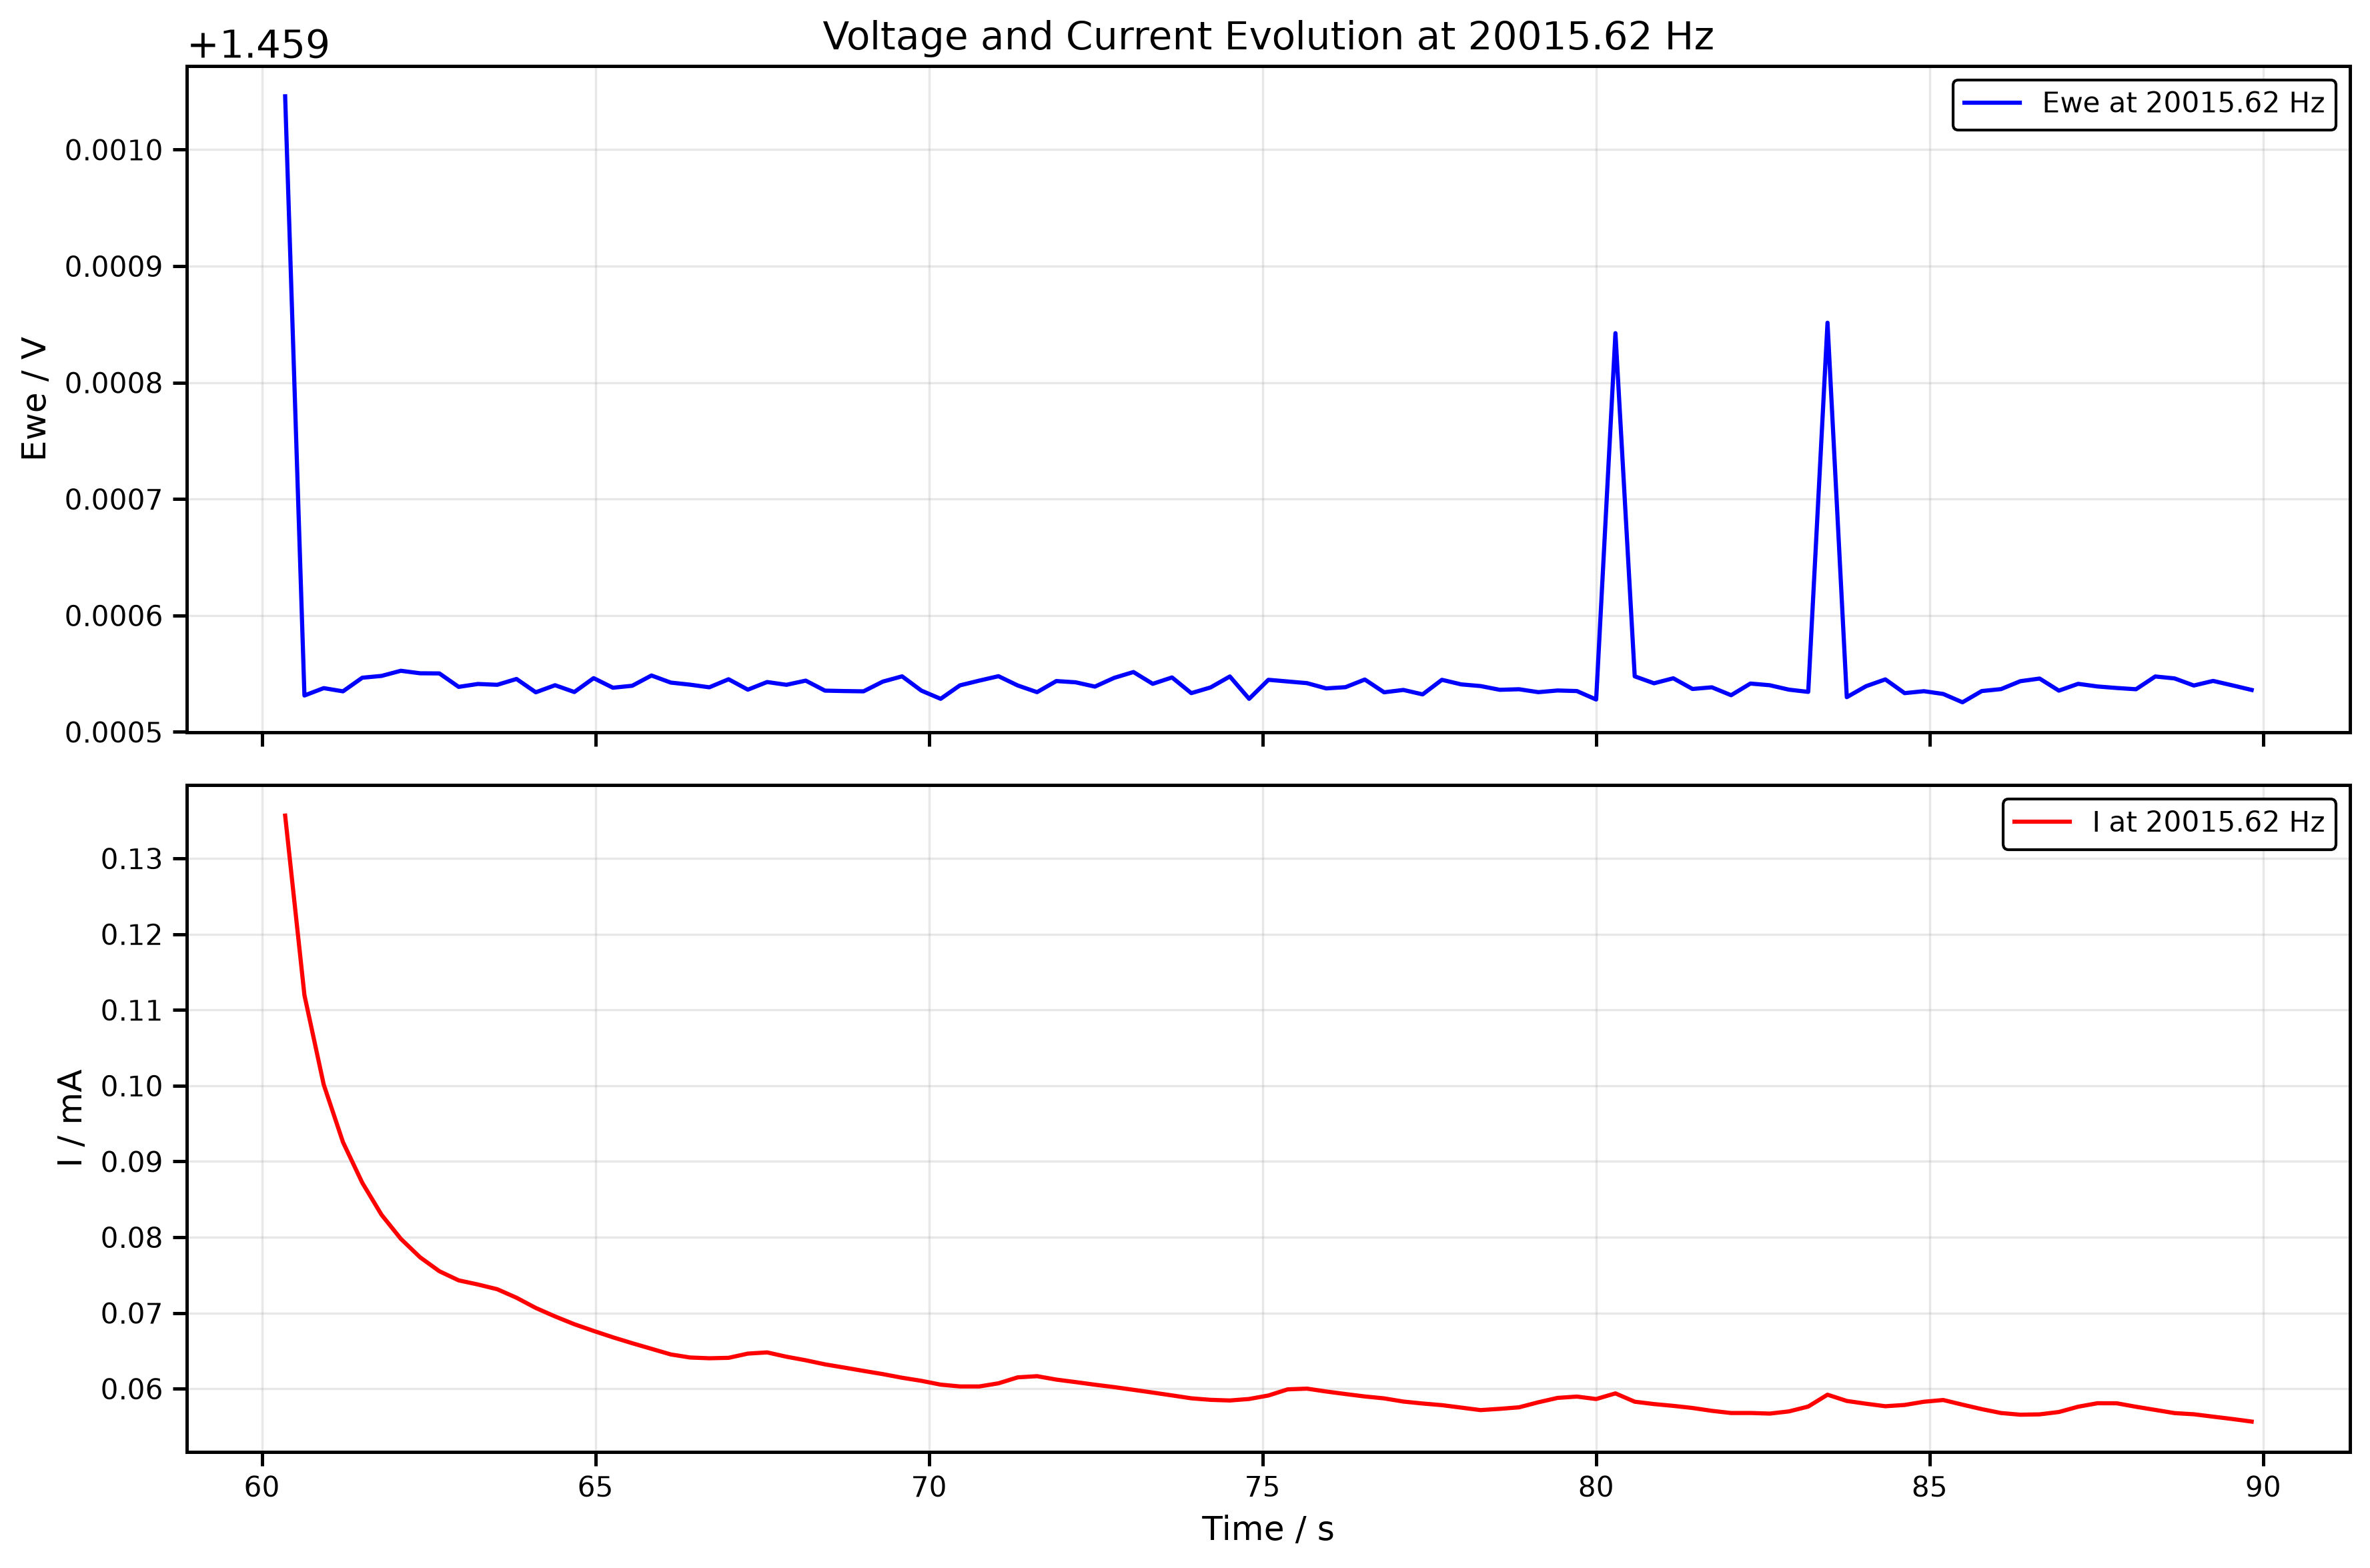 Voltage and Current Evolution at 20015.62 Hz
+1.459
Ewe at 20015.62 Hz
0.0010
0.0009
0.0008
0.0007
0.0006
0.0005
Ewe / V
I at 20015.62 Hz
0.13
0.12
0.11
0.10
0.09
0.08
0.07
0.06
I / mA
60 65 70 75 80 85 90
Time / s